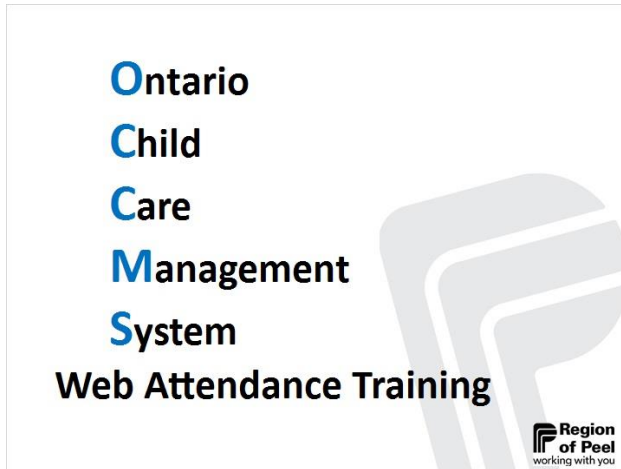 Ontario
Child
Care
Management
System
Web Attendance Training
Region
of Peel
working with you